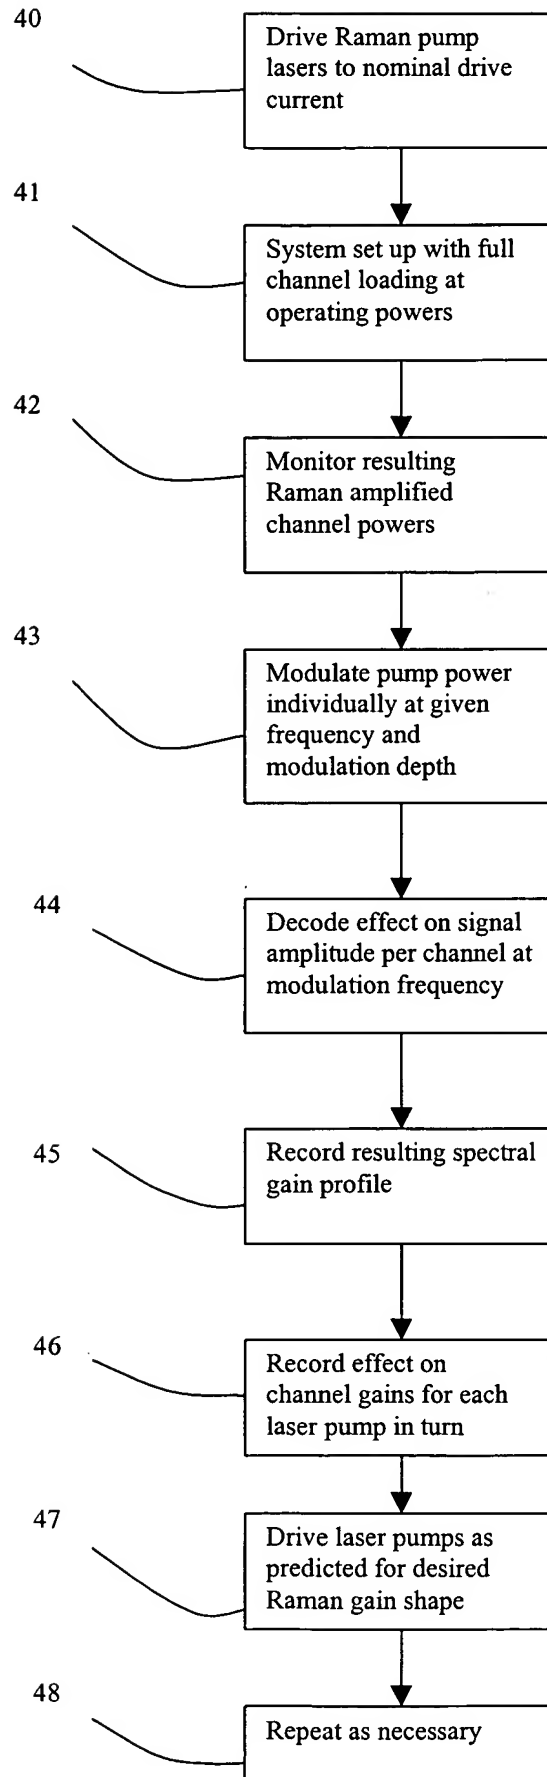 40
Drive Raman pump
lasers to nominal drive
current
41
System set up with full
channel loading at
operating powers
42
Monitor resulting
Raman amplified
channel powers
43
Modulate pump power
individually at given
frequency and
modulation depth
44
Decode effect on signal
amplitude per channel at
modulation frequency
45
Record resulting spectral
gain profile
46
Record effect on
channel gains for each
laser pump in turn
47
Drive laser pumps as
predicted for desired
Raman gain shape
48
Repeat as necessary